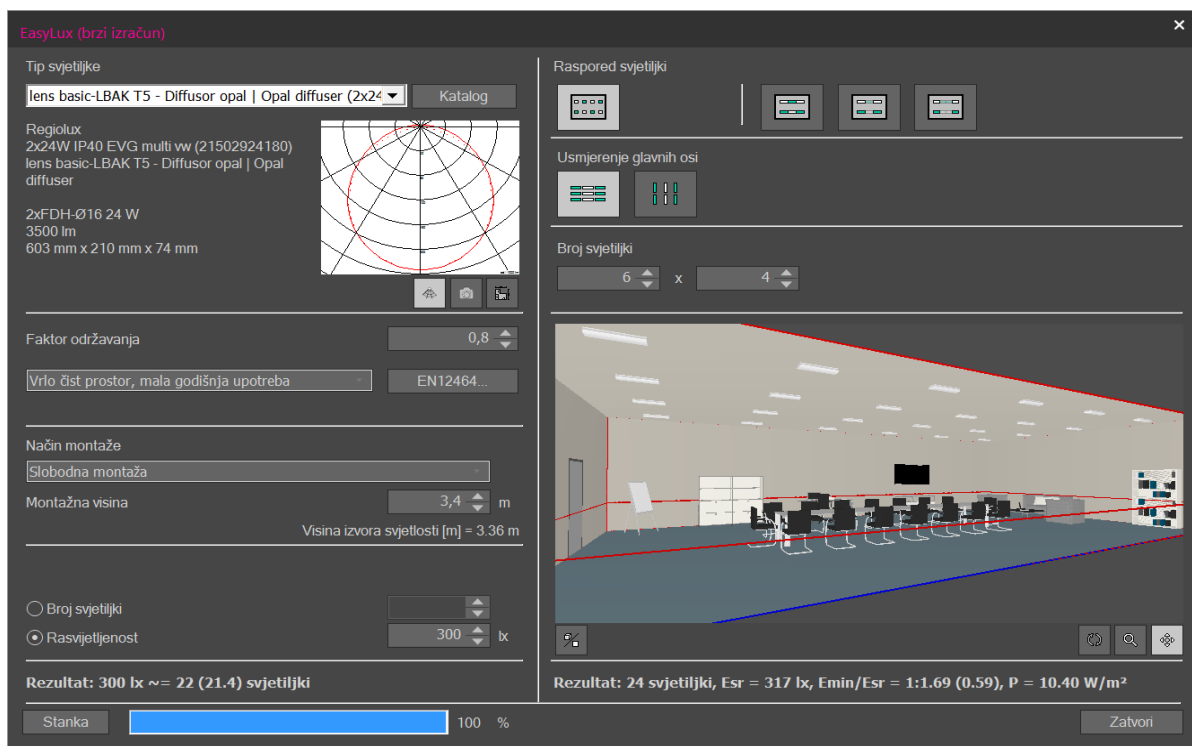 EasyLux (brzi izračun)
Tip svjetiljke
lens basic-LBAK T5 - Diffusor opal | Opal diffuser (2x24
Katalog
Regiolux
2x24W IP40 EVG multi vw (21502924180)
lens basic-LBAK T5 - Diffusor opal | Opal
diffuser
2xFDH-Ø16 24 W
3500 lm
603 mm x 210 mm x 74 mm
Faktor održavanja
0,8
Vrlo čist prostor, mala godišnja upotreba
EN12464...
Način montaže
Slobodna montaža
Montažna visina
3,4 m
Visina izvora svjetlosti [m] = 3.36 m
Broj svjetiljki
Rasvijetljenost
300 lx
Rezultat: 300 lx ~= 22 (21.4) svjetiljki
Raspored svjetiljki
Usmjerenje glavnih osi
Broj svjetiljki
6 x 4
Rezultat: 24 svjetiljki, Esr = 317 lx, Emin/Esr = 1:1.69 (0.59), P = 10.40 W/m²
Stanka
100 %
Zatvori